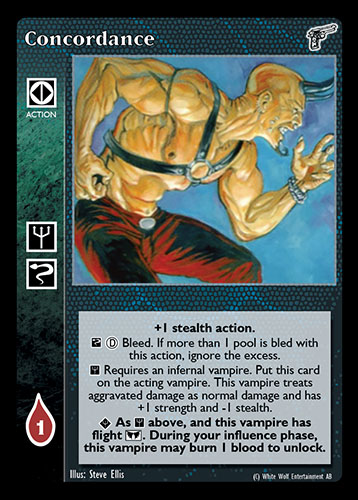 Concordance
ACTION
+1 stealth action.
D Bleed. If more than 1 pool is bled with
this action, ignore the excess.
Requires an infernal vampire. Put this card
on the acting vampire. This vampire treats
aggravated damage as normal damage and has
+1 strength and -1 stealth.
As above, and this vampire has
flight. During your influence phase,
this vampire may burn 1 blood to unlock.
1
Illus: Steve Ellis
(C) White Wolf Entertainment AB